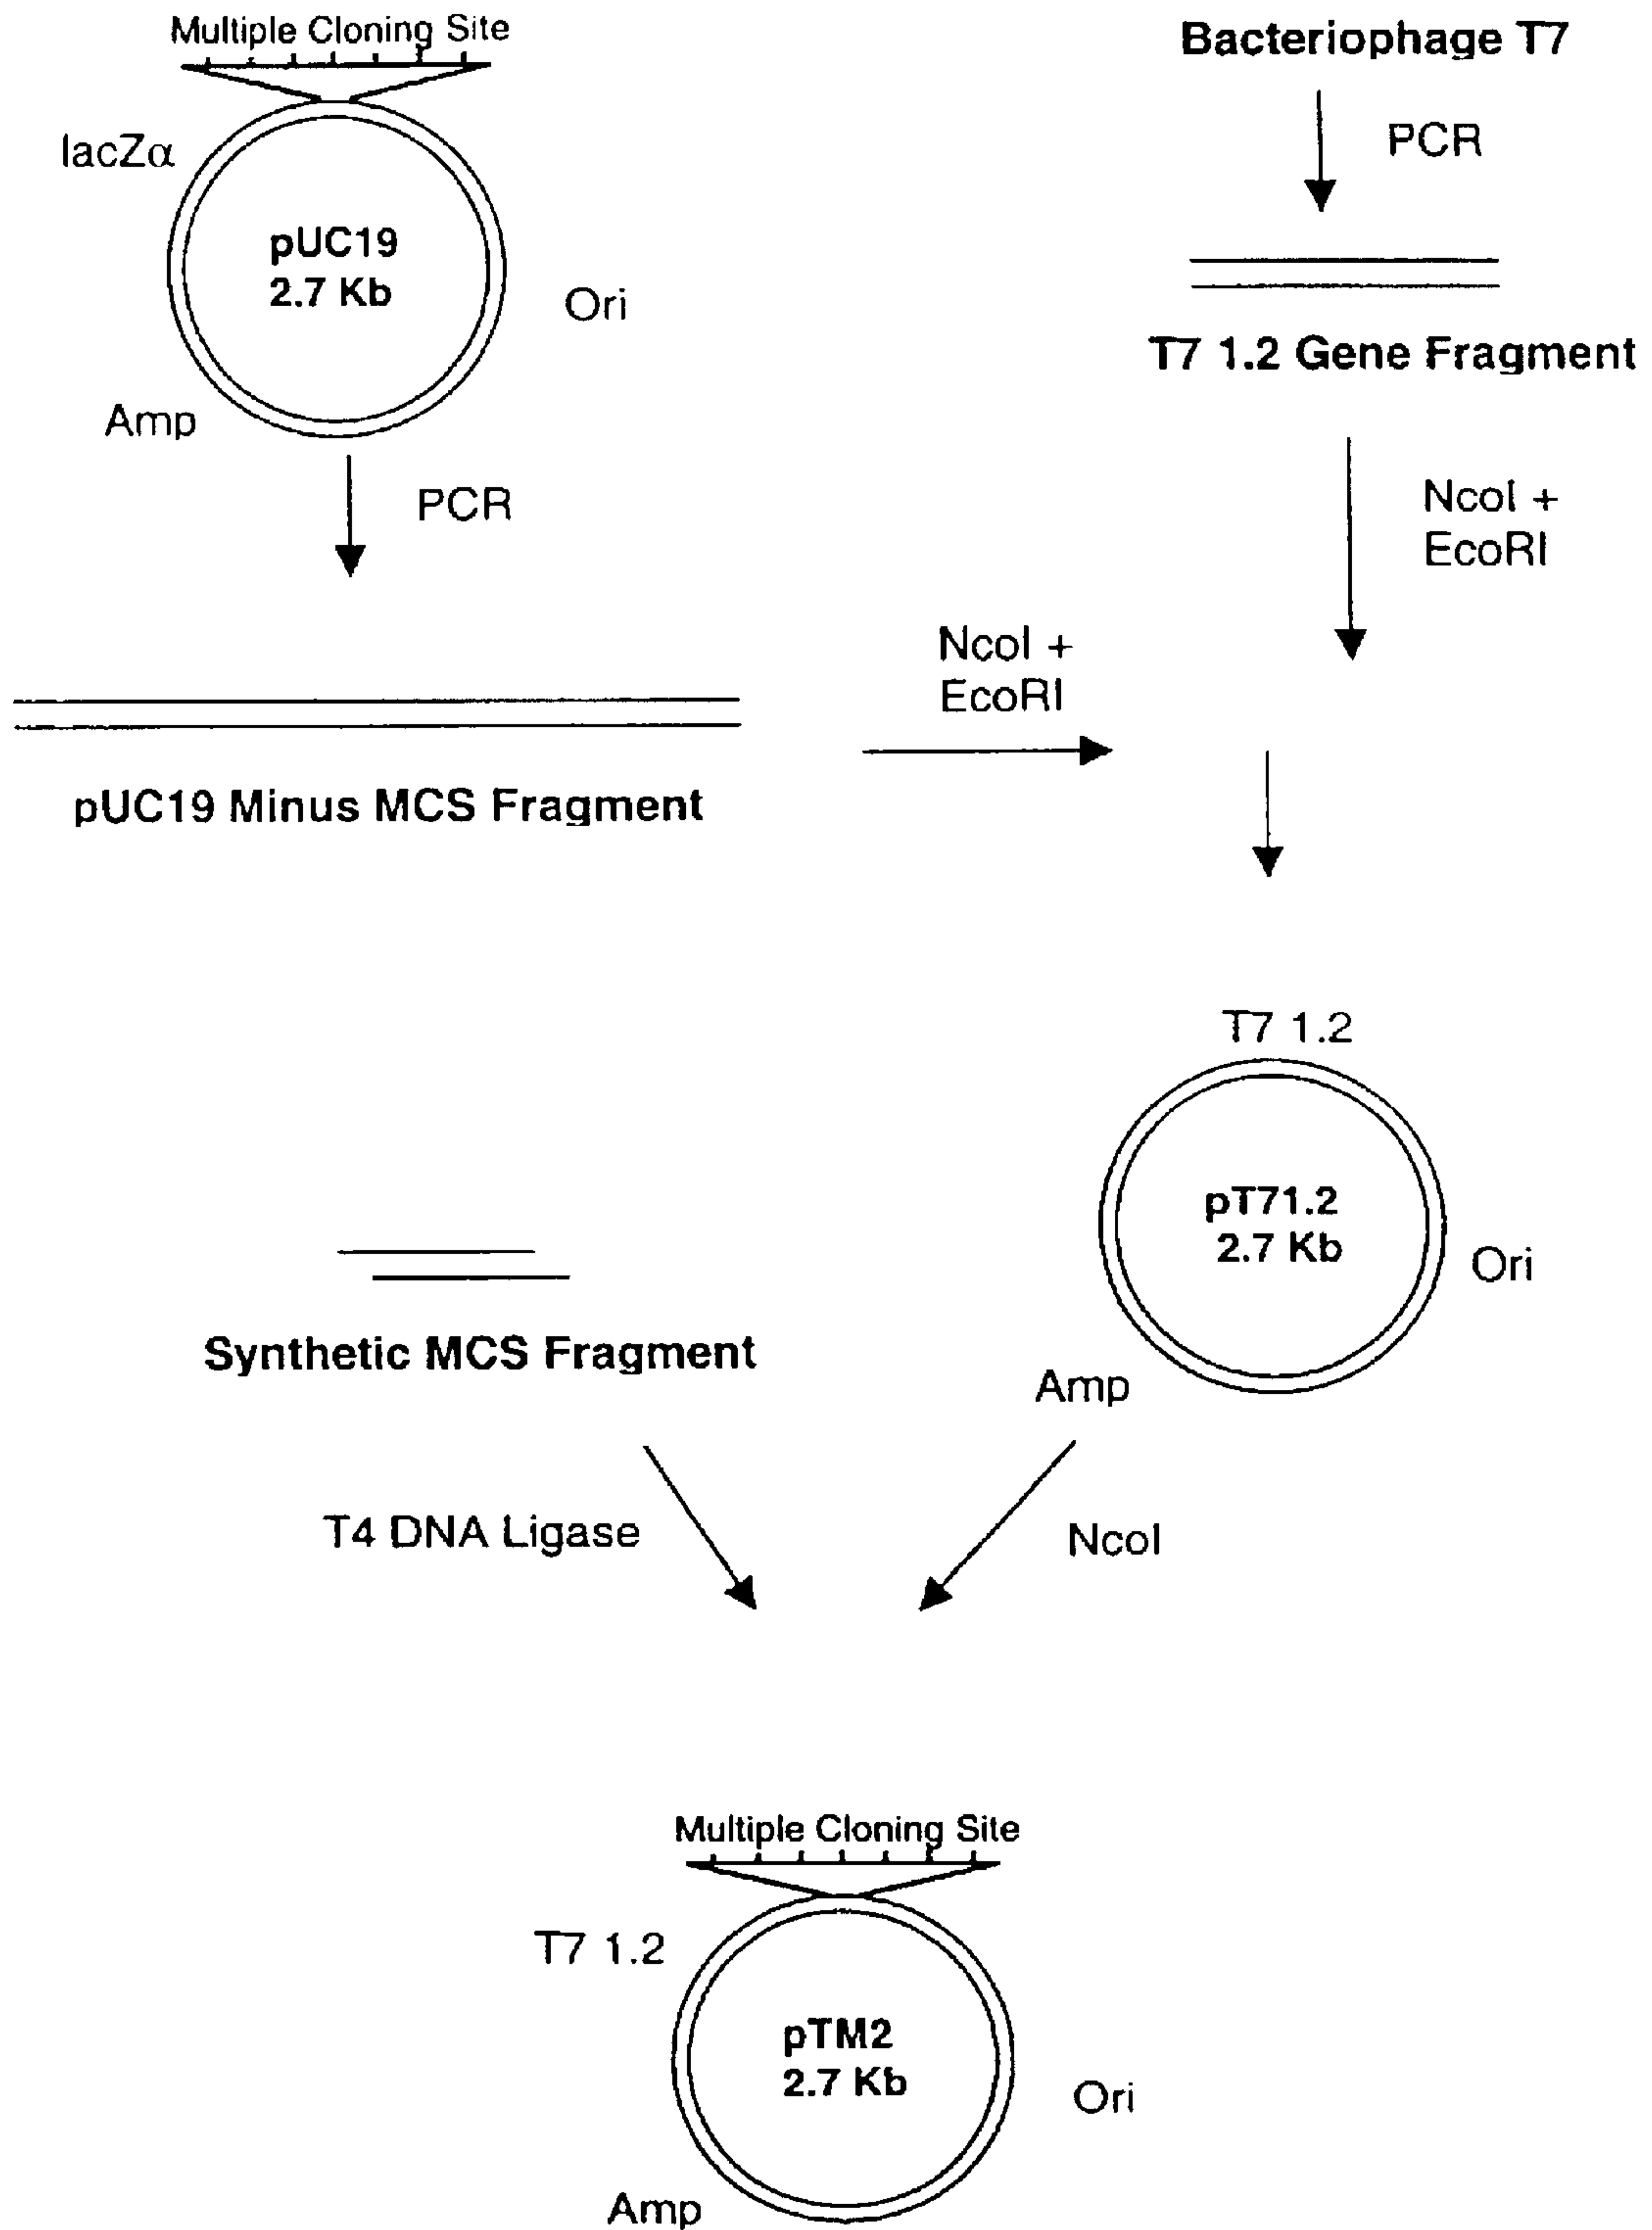 Multiple Cloning Site
lacZα
pUC19
2.7 Kb
Ori
Amp
PCR
pUC19 Minus MCS Fragment
Bacteriophage T7
PCR
T7 1.2 Gene Fragment
NcoI +
EcoRI
NcoI +
EcoRI
T7 1.2
pT71.2
2.7 Kb
Ori
Amp
Synthetic MCS Fragment
T4 DNA Ligase
NcoI
Multiple Cloning Site
T7 1.2
pTM2
2.7 Kb
Ori
Amp